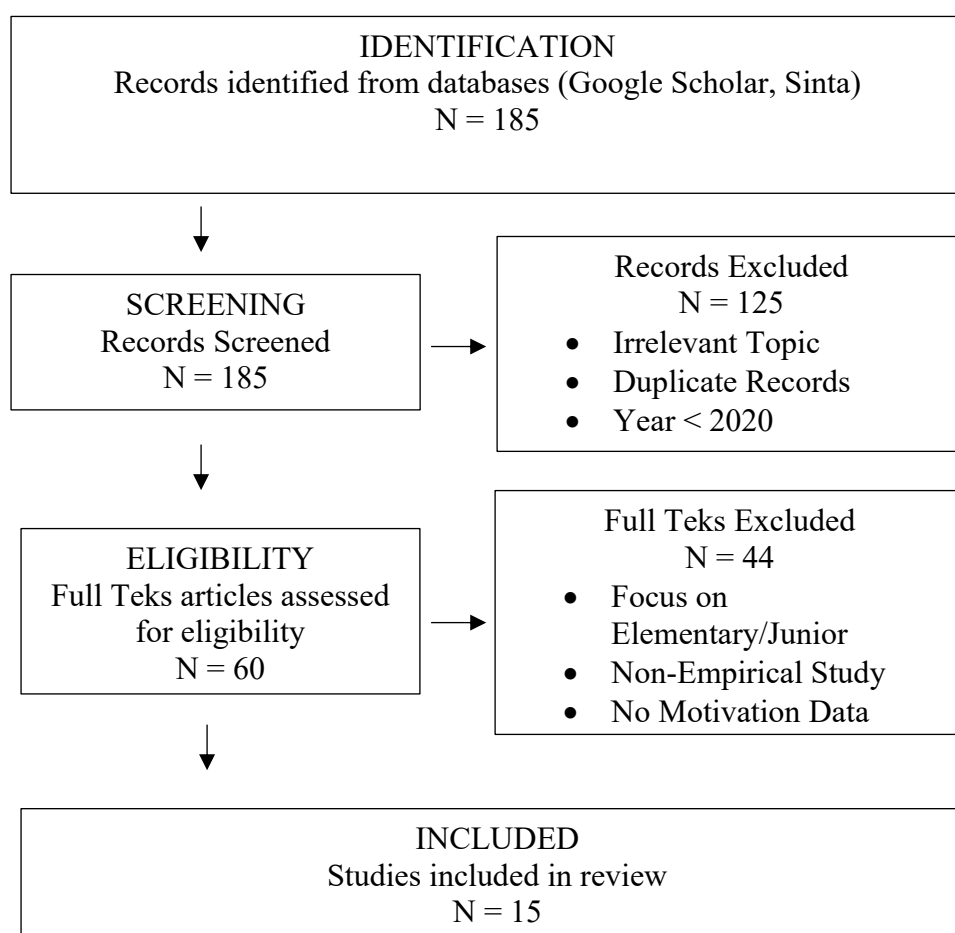 IDENTIFICATION
Records identified from databases (Google Scholar, Sinta)
N = 185
SCREENING
Records Screened
N = 185
Records Excluded
N = 125
• Irrelevant Topic
• Duplicate Records
• Year < 2020
ELIGIBILITY
Full Teks articles assessed
for eligibility
N = 60
Full Teks Excluded
N = 44
• Focus on
Elementary/Junior
• Non-Empirical Study
• No Motivation Data
INCLUDED
Studies included in review
N = 15